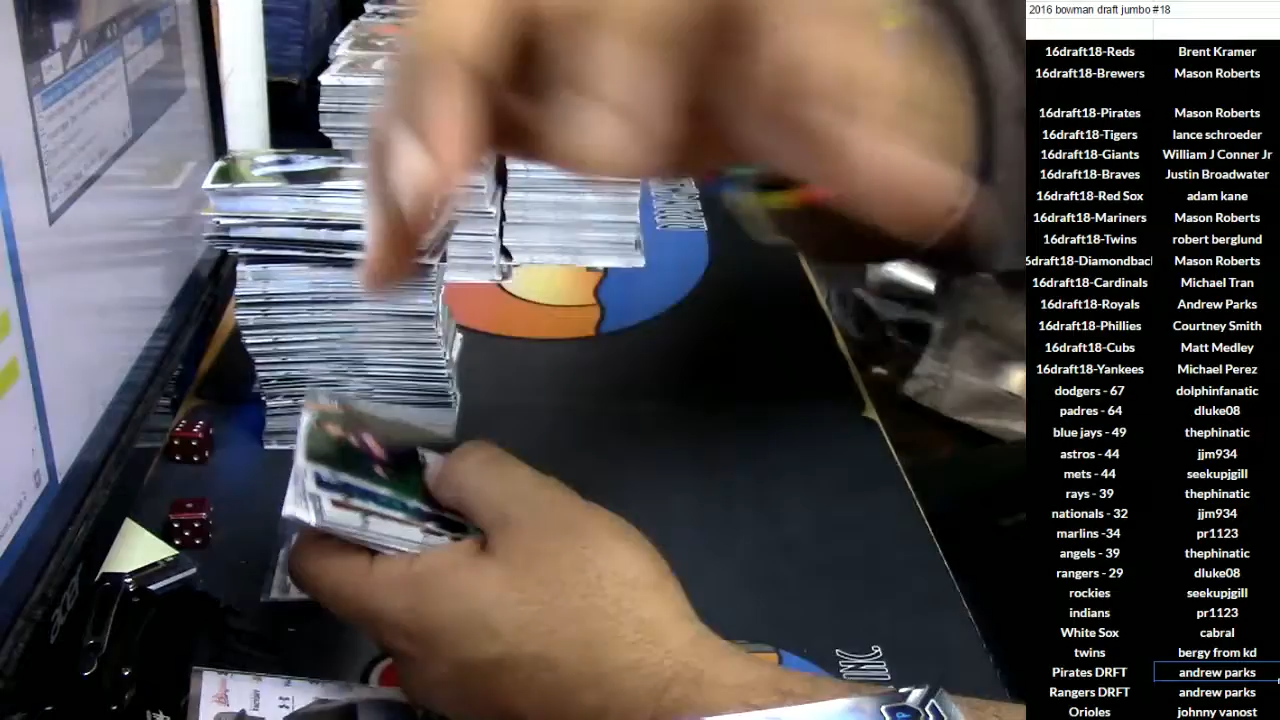 2016 bowman draft jumbo #18
16draft18-Reds Brent Kramer
16draft18-Brewers Mason Roberts
16draft18-Pirates Mason Roberts
16draft18-Tigers lance schroeder
16draft18-Giants William J Conner Jr
16draft18-Braves Justin Broadwater
16draft18-Red Sox adam kane
16draft18-Mariners Mason Roberts
16draft18-Twins robert berglund
6draft18-Diamondbac Mason Roberts
16draft18-Cardinals Michael Tran
16draft18-Royals Andrew Parks
16draft18-Phillies Courtney Smith
16draft18-Cubs Matt Medley
16draft18-Yankees Michael Perez
dodgers - 67 dolphinfanatic
padres - 64 dluke08
blue jays - 49 thephinatic
astros - 44 jjm934
mets - 44 seekupjgill
rays - 39 thephinatic
nationals - 32 jjm934
marlins -34 pr1123
angels - 39 thephinatic
rangers - 29 dluke08
rockies seekupjgill
indians pr1123
White Sox cabral
twins bergy from kd
Pirates DRFT andrew parks
Rangers DRFT andrew parks
Orioles johnny vanost
acer
INC.